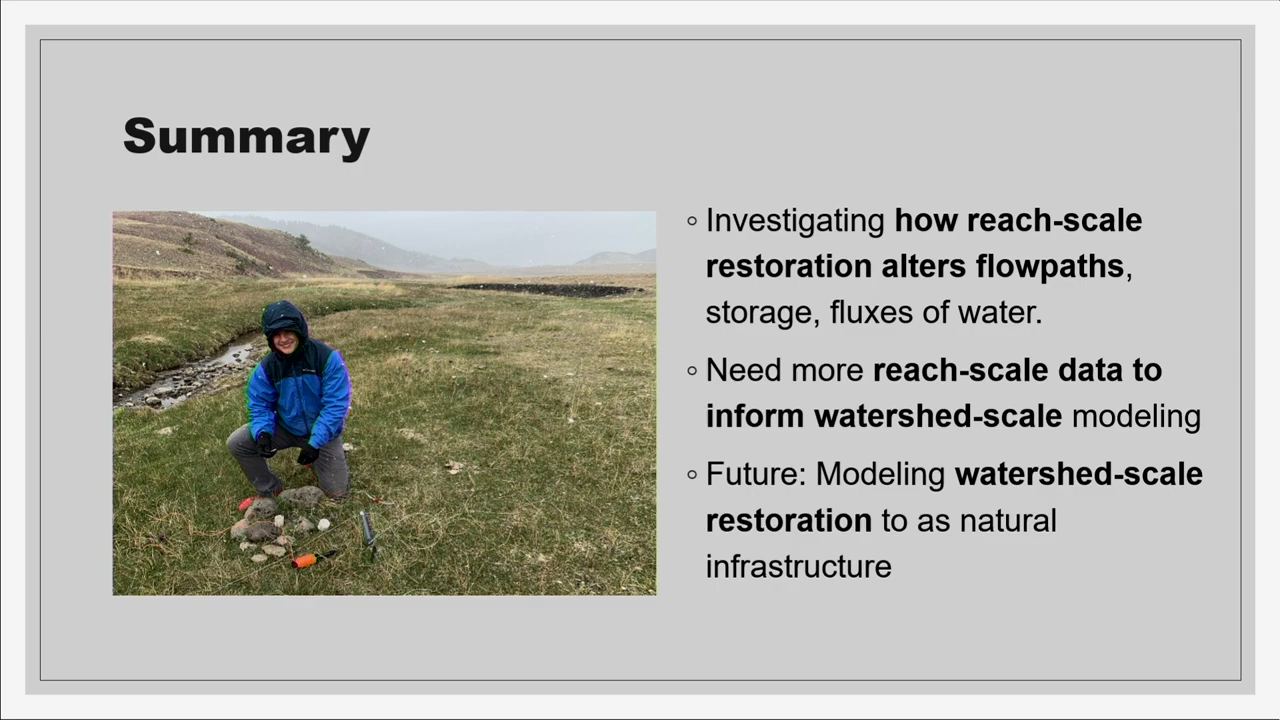 Summary
◦ Investigating how reach-scale
restoration alters flowpaths,
storage, fluxes of water.
◦ Need more reach-scale data to
inform watershed-scale modeling
◦ Future: Modeling watershed-scale
restoration to as natural
infrastructure